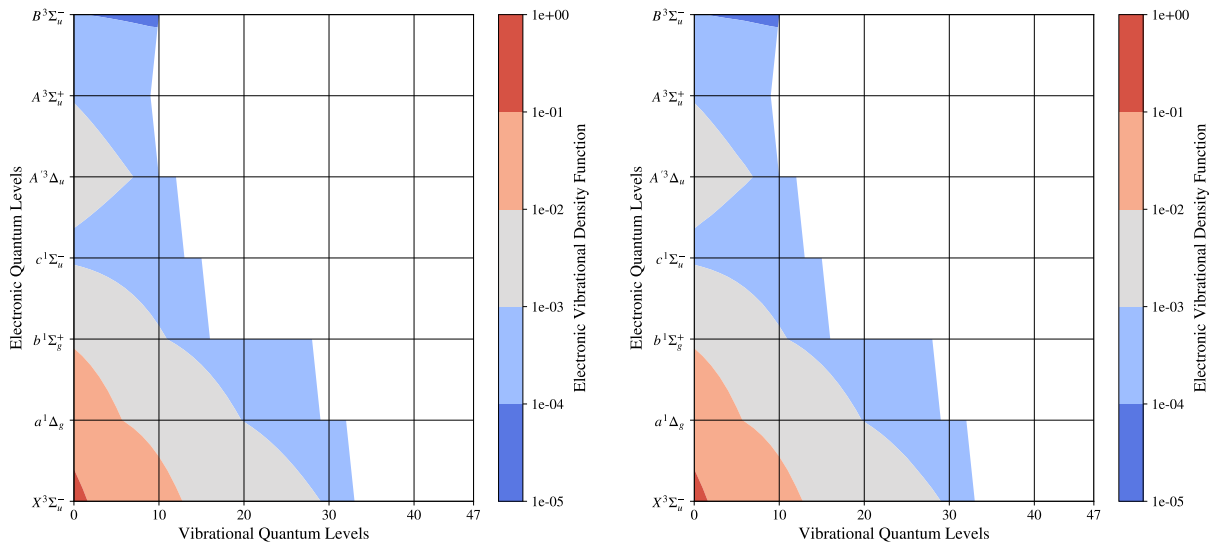 B³Σᵤ⁻
A³Σᵤ⁺
A′³Δᵤ
c¹Σᵤ⁻
b¹Σg⁺
a¹Δg
X³Σᵤ⁻
Electronic Quantum Levels
0 10 20 30 40 47
Vibrational Quantum Levels
1e+00
1e-01
1e-02
1e-03
1e-04
1e-05
Electronic Vibrational Density Function
B³Σᵤ⁻
A³Σᵤ⁺
A′³Δᵤ
c¹Σᵤ⁻
b¹Σg⁺
a¹Δg
X³Σᵤ⁻
Electronic Quantum Levels
0 10 20 30 40 47
Vibrational Quantum Levels
1e+00
1e-01
1e-02
1e-03
1e-04
1e-05
Electronic Vibrational Density Function